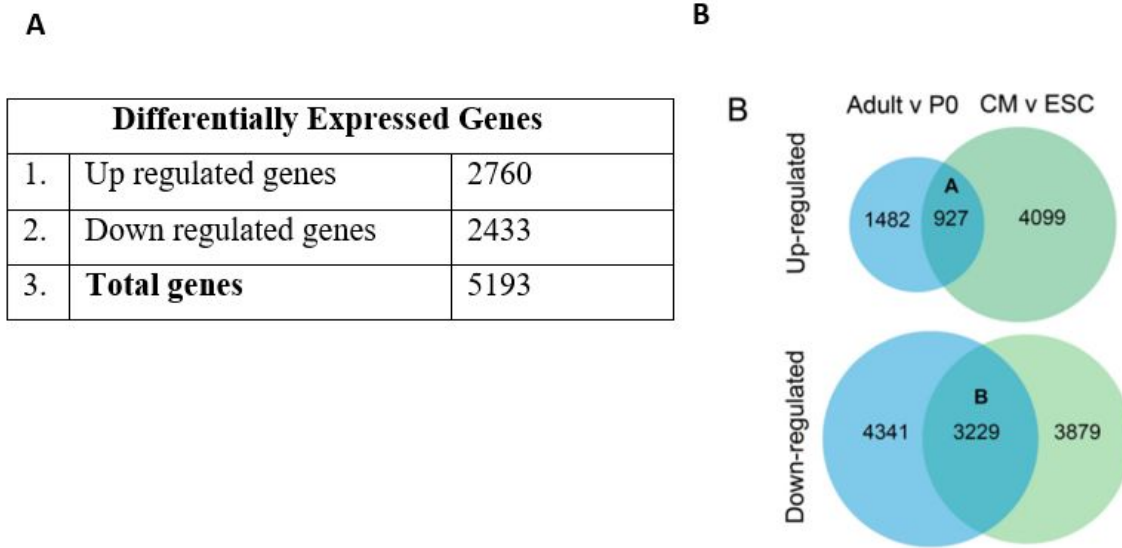 A
Differentially Expressed Genes
1. Up regulated genes 2760
2. Down regulated genes 2433
3. Total genes 5193
B
B
Adult v P0 CM v ESC
Up-regulated
A
1482 927 4099
Down-regulated
B
4341 3229 3879